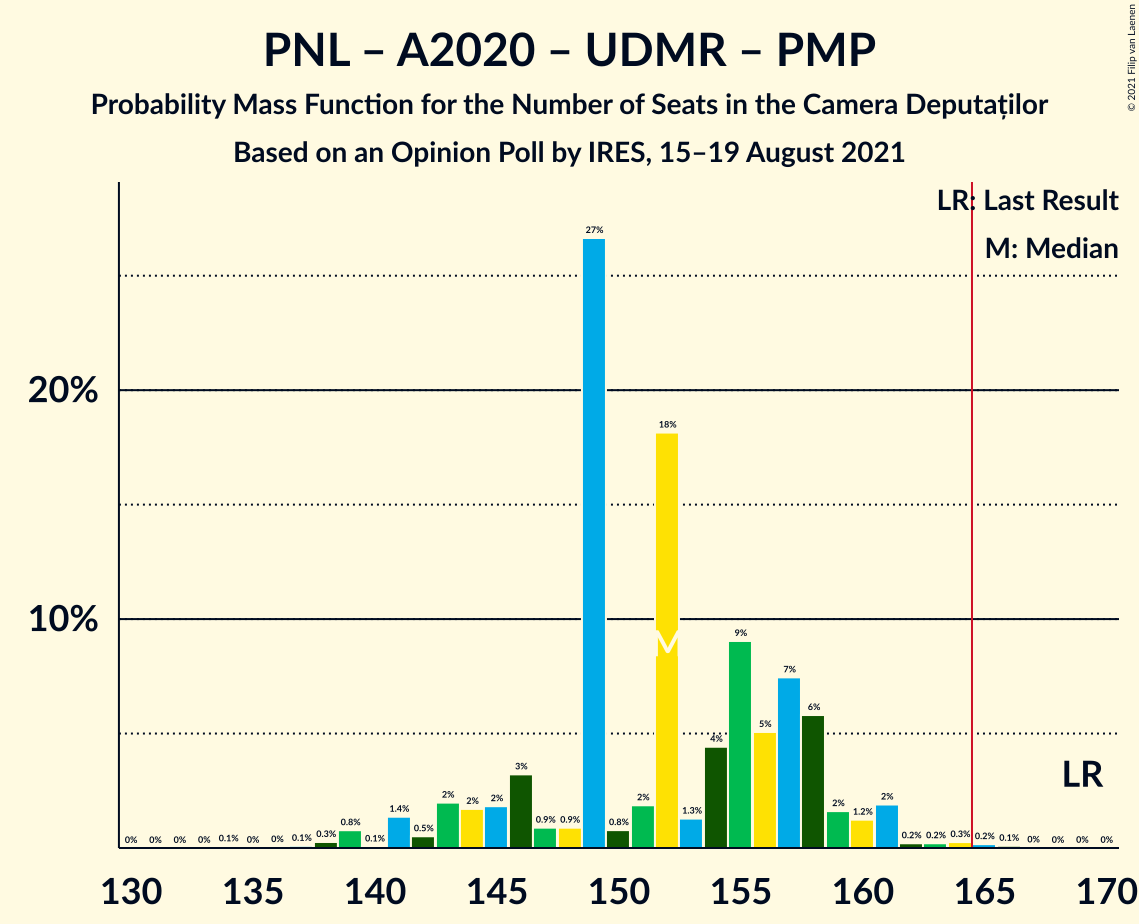 PNL – A2020 – UDMR – PMP
Probability Mass Function for the Number of Seats in the Camera Deputaților
Based on an Opinion Poll by IRES, 15–19 August 2021
© 2021 Filip van Laenen
LR: Last Result
M: Median
20%
10%
0% 0% 0% 0% 0.1% 0% 0% 0.1% 0.3% 0.8% 0.1% 1.4% 0.5% 2% 2% 2% 3% 0.9% 0.9% 27% 0.8% 2% 18% 1.3% 4% 9% 5% 7% 6% 2% 1.2% 2% 0.2% 0.2% 0.3% 0.2% 0.1% 0% 0% 0% 0%
M
LR
130 135 140 145 150 155 160 165 170